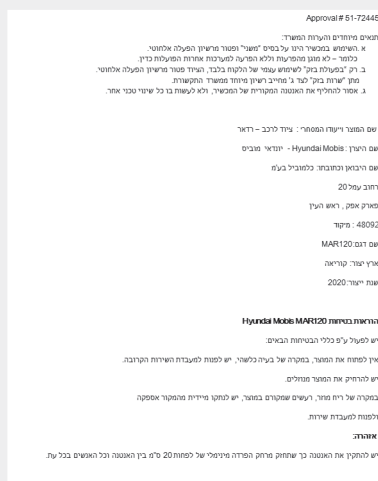 Approval # 51-72445
תנאים מיוחדים והערות המשרד:
א .השימוש במכשיר הינו על בסיס "משני" ופטור מרשיון הפעלה אלחוטי.
כלומר – לא מוגן מהפרעות וללא הפרעה למערכות אחרות הפועלות כדין.
ב. רק "בפעולת בזק" לשימוש עצמי של הלקוח בלבד, הציוד פטור מרשיון הפעלה אלחוטי.
מתן "שרות בזק" לצד ג' מחייב רישיון מיוחד ממשרד התקשורת.
ג. אסור להחליף את האנטנה המקורית של המכשיר, ולא לעשות בו כל שינוי טכני אחר.
שם המוצר וייעודו המסחרי : ציוד לרכב – רדאר
שם היצרן : Hyundai Mobis - יונדאי מוביס
שם היבואן וכתובתו: כלמוביל בע"מ
רחוב עמל 20
פארק אפק , ראש העין
48092 : מיקוד
שם דגם: MAR120
ארץ יצור: קוריאה
שנת ייצור: 2020
הוראות בטיחות Hyundai Mobis MAR120
יש לפעול ע"פ כללי הבטיחות הבאים:
אין לפתוח את המוצר, במקרה של בעיה כלשהי, יש לפנות למעבדת השירות הקרובה.
יש להרחיק את המוצר מנוזלים.
במקרה של ריח מוזר, רעשים שמקורם במוצר, יש לנתקו מיידית מהמקור אספקה
ולפנות למעבדת שירות.
אזהרה:
יש להתקין את האנטנה כך שתחזק מרחק הפרדה מינימלי של לפחות 20 ס"מ בין האנטנה וכל האנשים בכל עת.